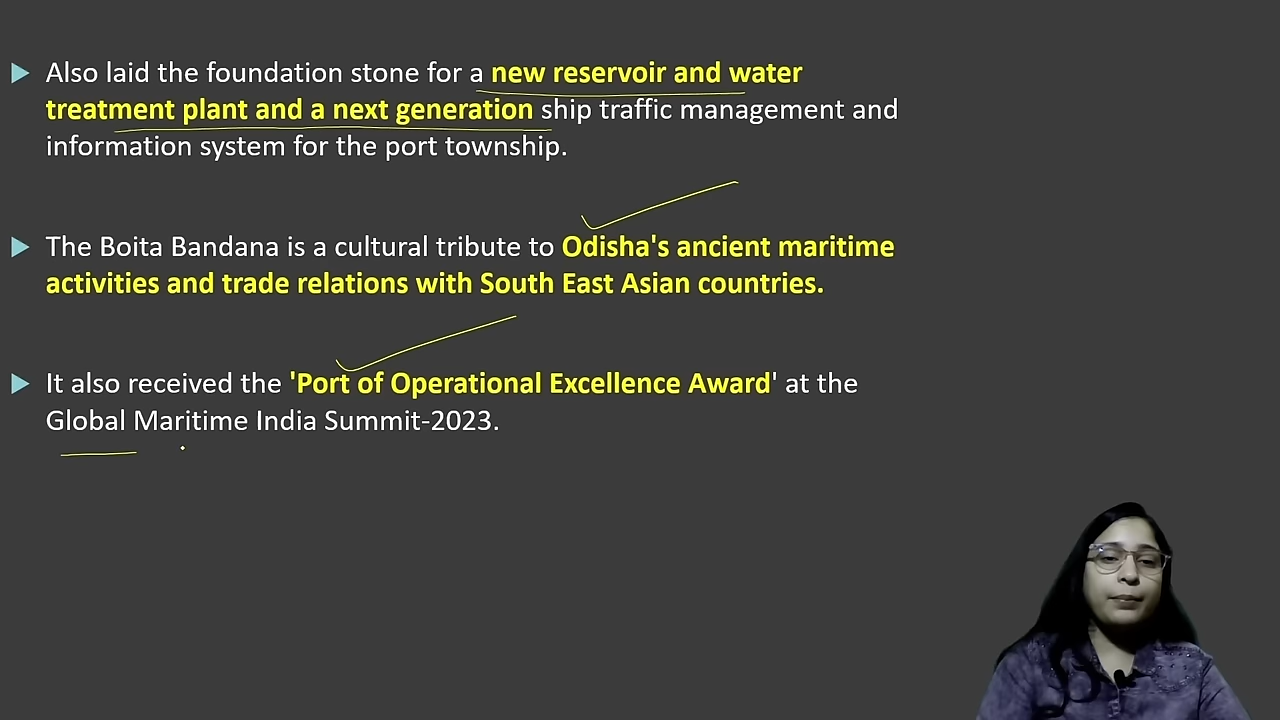 Also laid the foundation stone for a new reservoir and water
treatment plant and a next generation ship traffic management and
information system for the port township.
The Boita Bandana is a cultural tribute to Odisha's ancient maritime
activities and trade relations with South East Asian countries.
It also received the 'Port of Operational Excellence Award' at the
Global Maritime India Summit-2023.